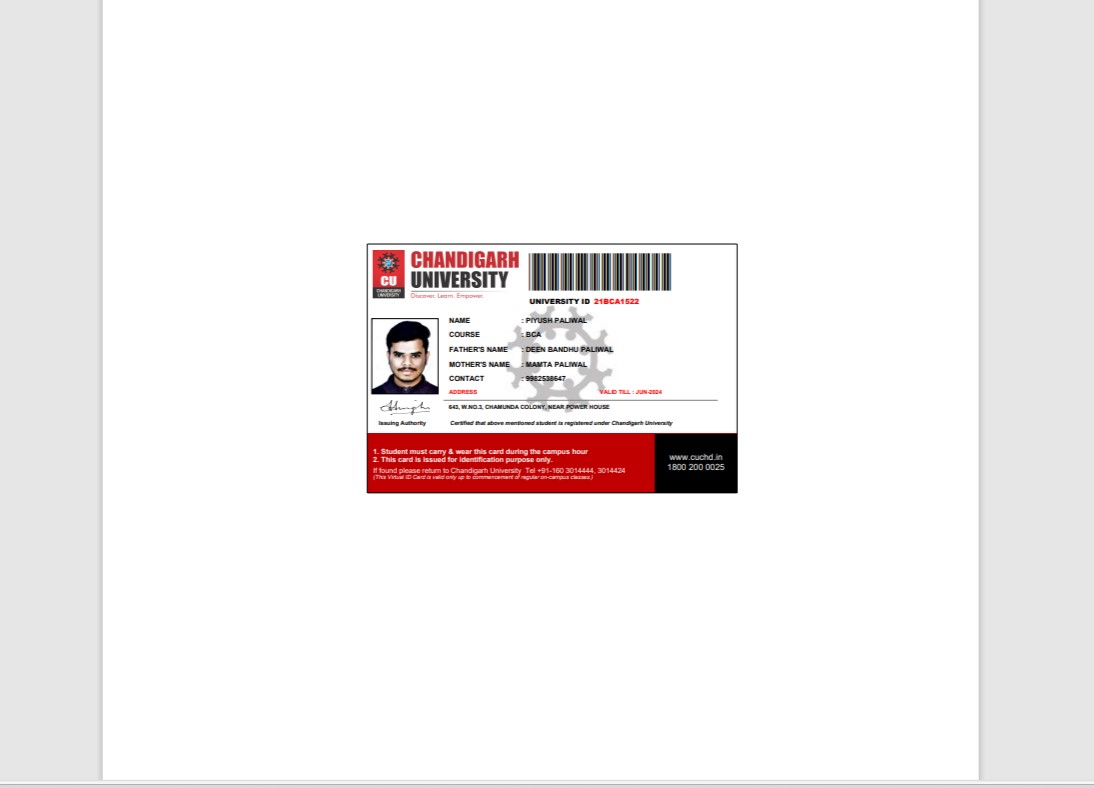 CHANDIGARH
UNIVERSITY
Discover. Learn. Empower.
CU
CHANDIGARH
UNIVERSITY
UNIVERSITY ID 21BCA1522
NAME : PIYUSH PALIWAL
COURSE : BCA
FATHER'S NAME : DEEN BANDHU PALIWAL
MOTHER'S NAME : MAMTA PALIWAL
CONTACT : 9982538647
ADDRESS VALID TILL : JUN-2024
643, W.NO.3, CHAMUNDA COLONY, NEAR POWER HOUSE
Issuing Authority Certified that above mentioned student is registered under Chandigarh University
1. Student must carry & wear this card during the campus hour
2. This card is issued for identification purpose only.
If found please return to Chandigarh University Tel +91-160 3014444, 3014424
(This Virtual ID Card is valid only up to commencement of regular on-campus classes.)
www.cuchd.in
1800 200 0025